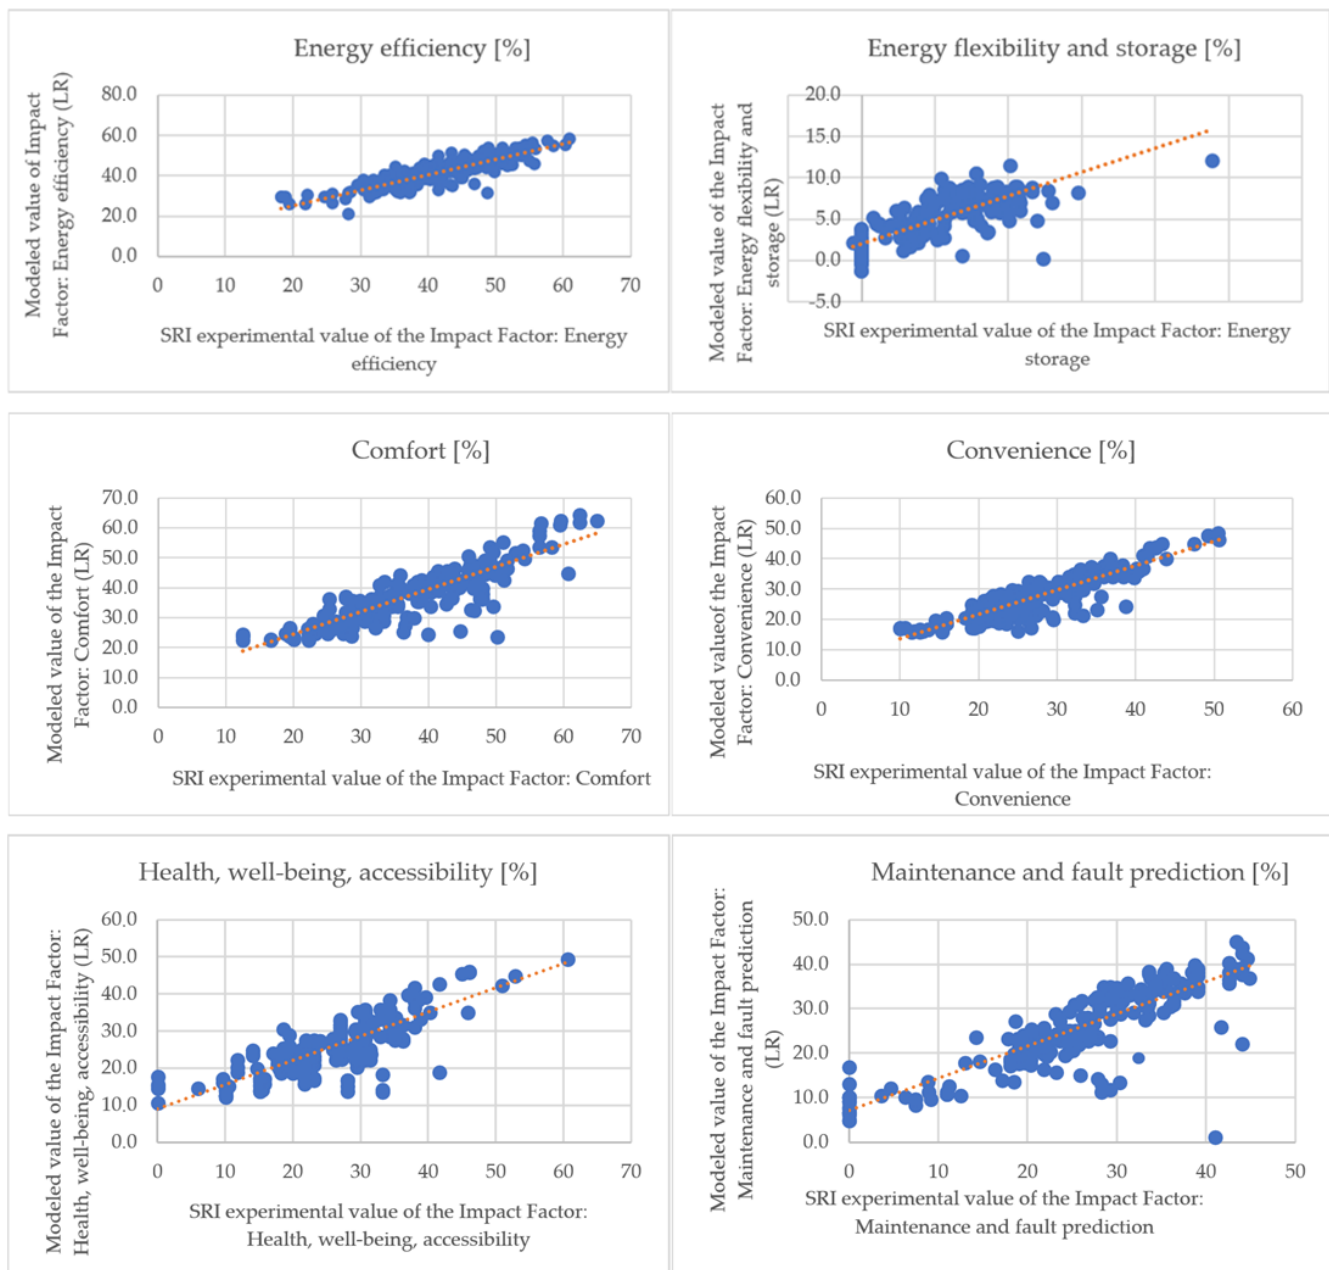 Energy efficiency [%]
Modeled value of Impact
Factor: Energy efficiency (LR)
80.0
60.0
40.0
20.0
0.0
0
10
20
30
40
50
60
70
SRI experimental value of the Impact Factor: Energy
efficiency
Energy flexibility and storage [%]
Modeled value of the Impact
Factor: Energy flexibility and
storage (LR)
20.0
15.0
10.0
5.0
0.0
-5.0
SRI experimental value of the Impact Factor: Energy
storage
Comfort [%]
Modeled value of the Impact
Factor: Comfort (LR)
70.0
60.0
50.0
40.0
30.0
20.0
10.0
0.0
0
10
20
30
40
50
60
70
SRI experimental value of the Impact Factor: Comfort
Convenience [%]
Modeled valueof the Impact
Factor: Convenience (LR)
60.0
50.0
40.0
30.0
20.0
10.0
0.0
0
10
20
30
40
50
60
SRI experimental value of the Impact Factor:
Convenience
Health, well-being, accessibility [%]
Modeled value of the Impact Factor:
Health, well-being, accessibility (LR)
60.0
50.0
40.0
30.0
20.0
10.0
0.0
0
10
20
30
40
50
60
70
SRI experimental value of the Impact Factor:
Health, well-being, accessibility
Maintenance and fault prediction [%]
Modeled value of the Impact Factor:
Maintenance and fault prediction
(LR)
50.0
40.0
30.0
20.0
10.0
0.0
0
10
20
30
40
50
SRI experimental value of the Impact Factor:
Maintenance and fault prediction